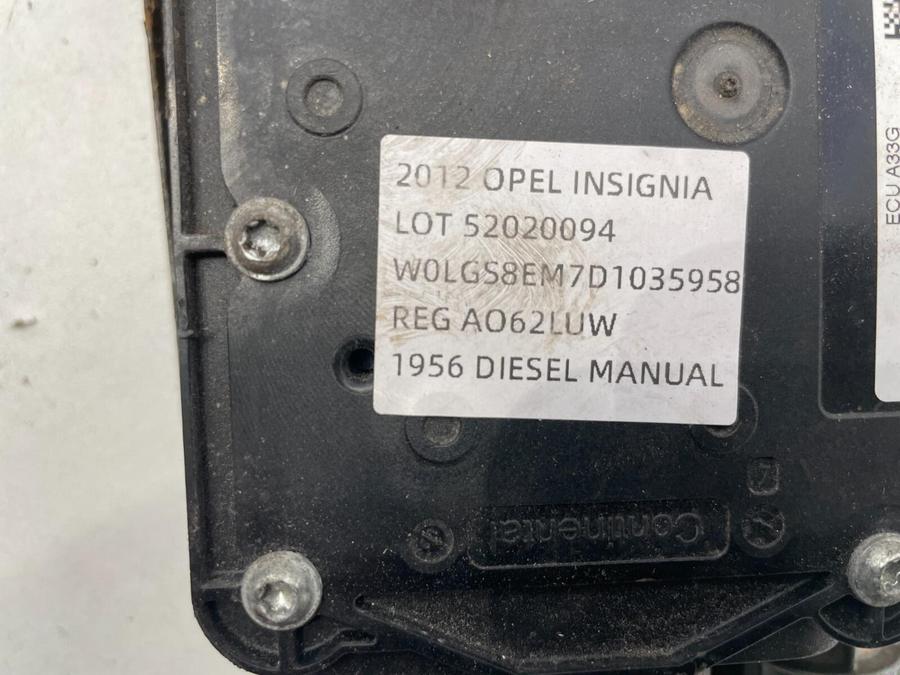 2012 OPEL INSIGNIA
LOT 52020094
W0LGS8EM7D1035958
REG AO62LUW
1956 DIESEL MANUAL
ECU A33G
Continental